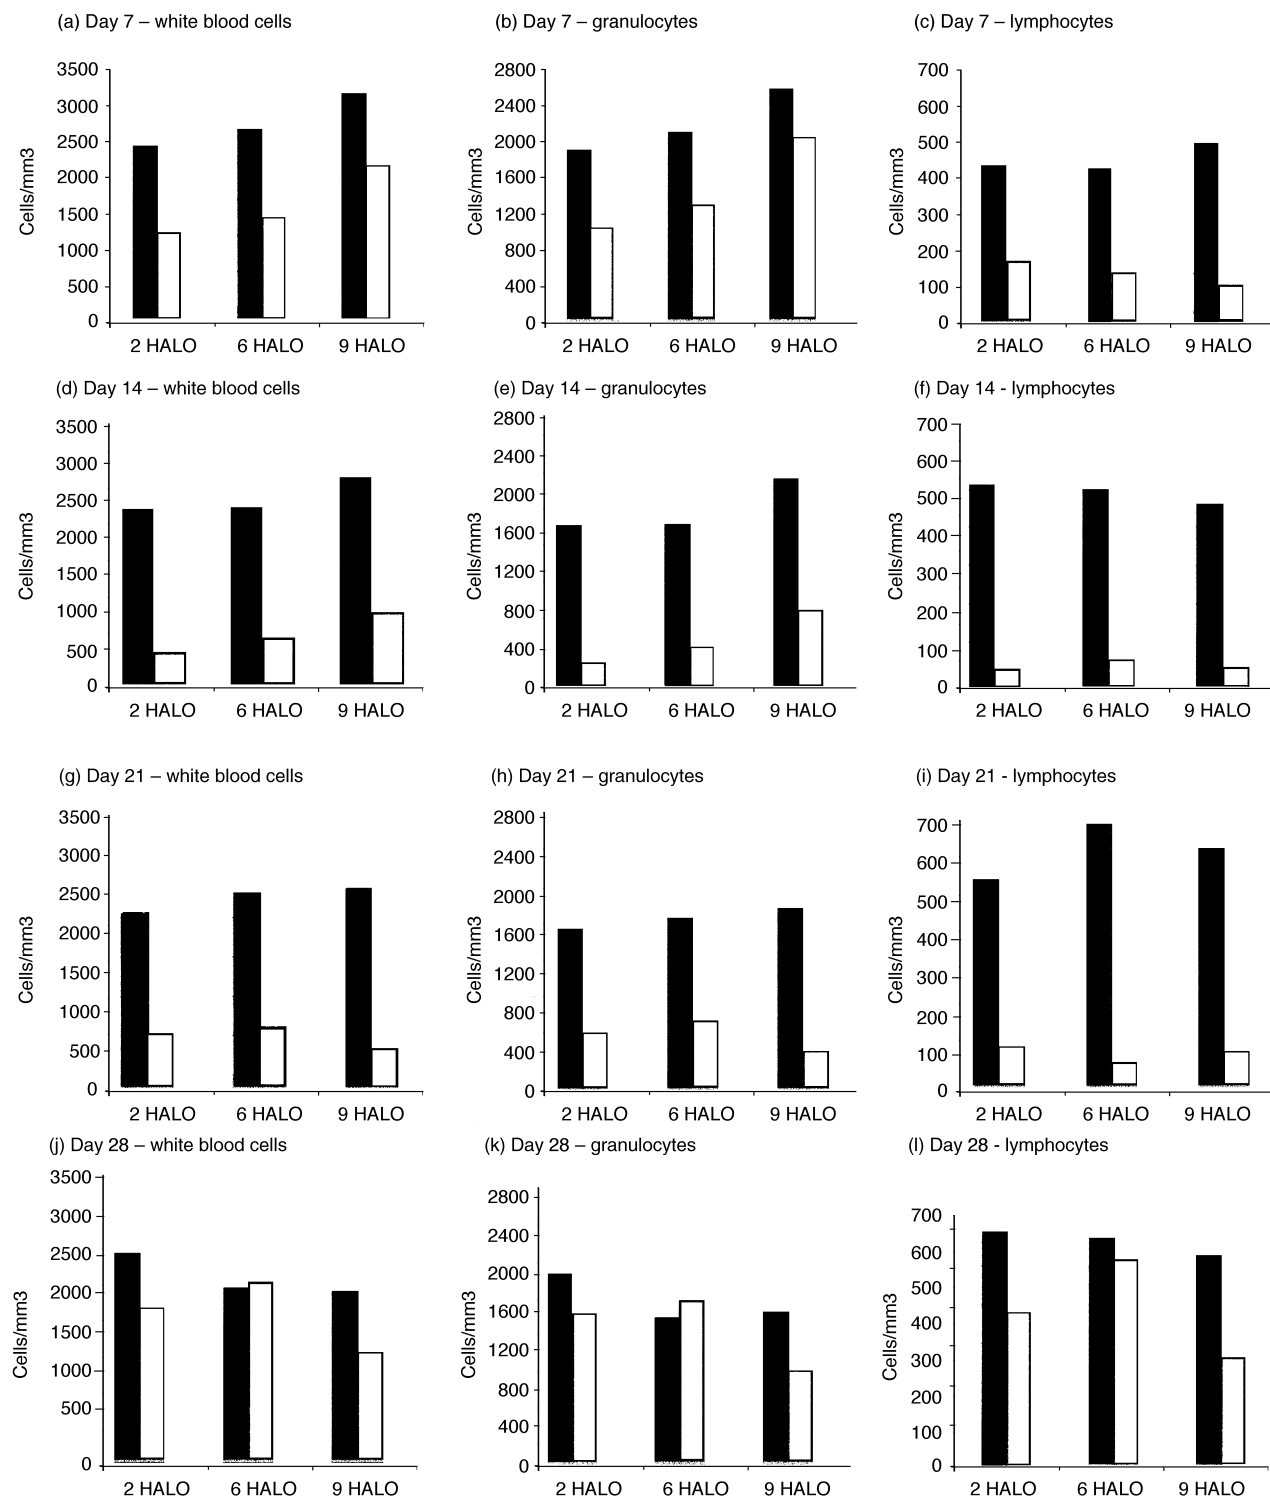 (a) Day 7 – white blood cells
3500
3000
2500
2000
1500
1000
500
0
Cells/mm3
2 HALO 6 HALO 9 HALO
(b) Day 7 – granulocytes
2800
2400
2000
1600
1200
800
400
0
Cells/mm3
2 HALO 6 HALO 9 HALO
(c) Day 7 – lymphocytes
700
600
500
400
300
200
100
0
Cells/mm3
2 HALO 6 HALO 9 HALO
(d) Day 14 – white blood cells
3500
3000
2500
2000
1500
1000
500
0
Cells/mm3
2 HALO 6 HALO 9 HALO
(e) Day 14 – granulocytes
2800
2400
2000
1600
1200
800
400
0
Cells/mm3
2 HALO 6 HALO 9 HALO
(f) Day 14 - lymphocytes
700
600
500
400
300
200
100
0
Cells/mm3
2 HALO 6 HALO 9 HALO
(g) Day 21 – white blood cells
3500
3000
2500
2000
1500
1000
500
0
Cells/mm3
2 HALO 6 HALO 9 HALO
(h) Day 21 – granulocytes
2800
2400
2000
1600
1200
800
400
0
Cells/mm3
2 HALO 6 HALO 9 HALO
(i) Day 21 - lymphocytes
700
600
500
400
300
200
100
0
Cells/mm3
2 HALO 6 HALO 9 HALO
(j) Day 28 – white blood cells
3500
3000
2500
2000
1500
1000
500
0
Cells/mm3
2 HALO 6 HALO 9 HALO
(k) Day 28 – granulocytes
2800
2400
2000
1600
1200
800
400
0
Cells/mm3
2 HALO 6 HALO 9 HALO
(l) Day 28 - lymphocytes
700
600
500
400
300
200
100
0
Cells/mm3
2 HALO 6 HALO 9 HALO